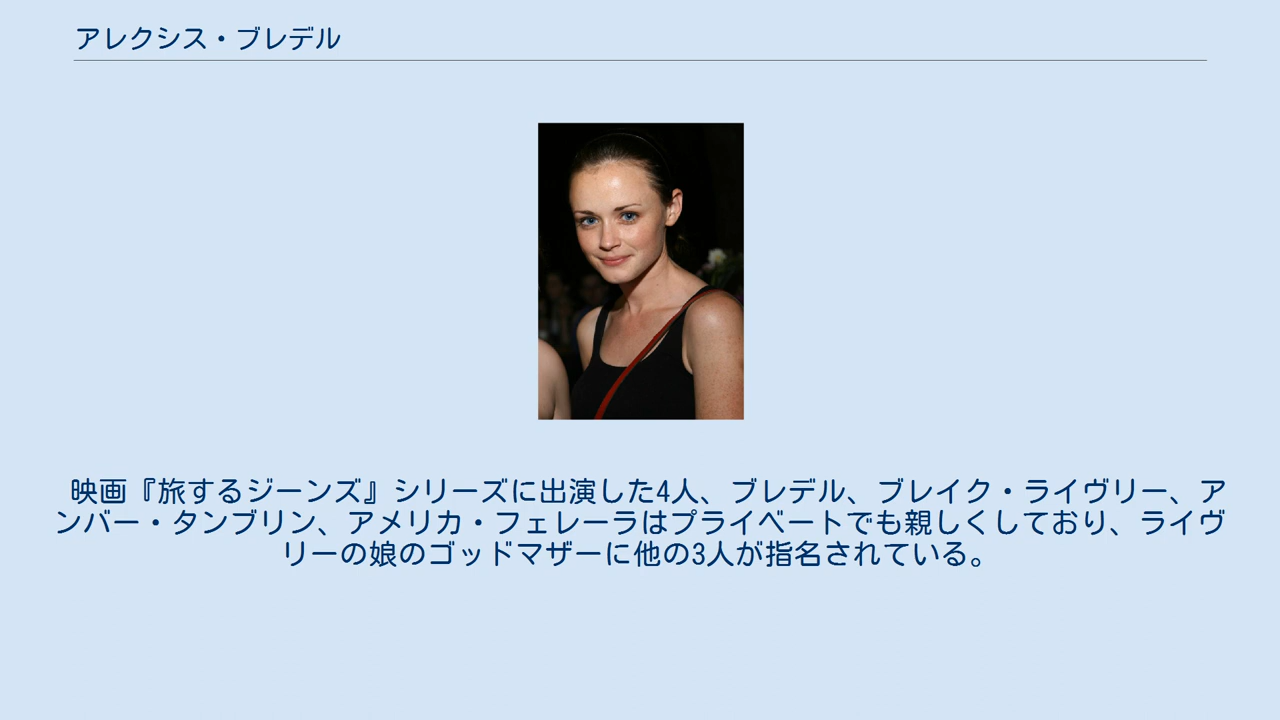 アレクシス・ブレデル
映画『旅するジーンズ』シリーズに出演した4人、ブレデル、ブレイク・ライヴリー、ア
ンバー・タンブリン、アメリカ・フェレーラはプライベートでも親しくしており、ライヴ
リーの娘のゴッドマザーに他の3人が指名されている。